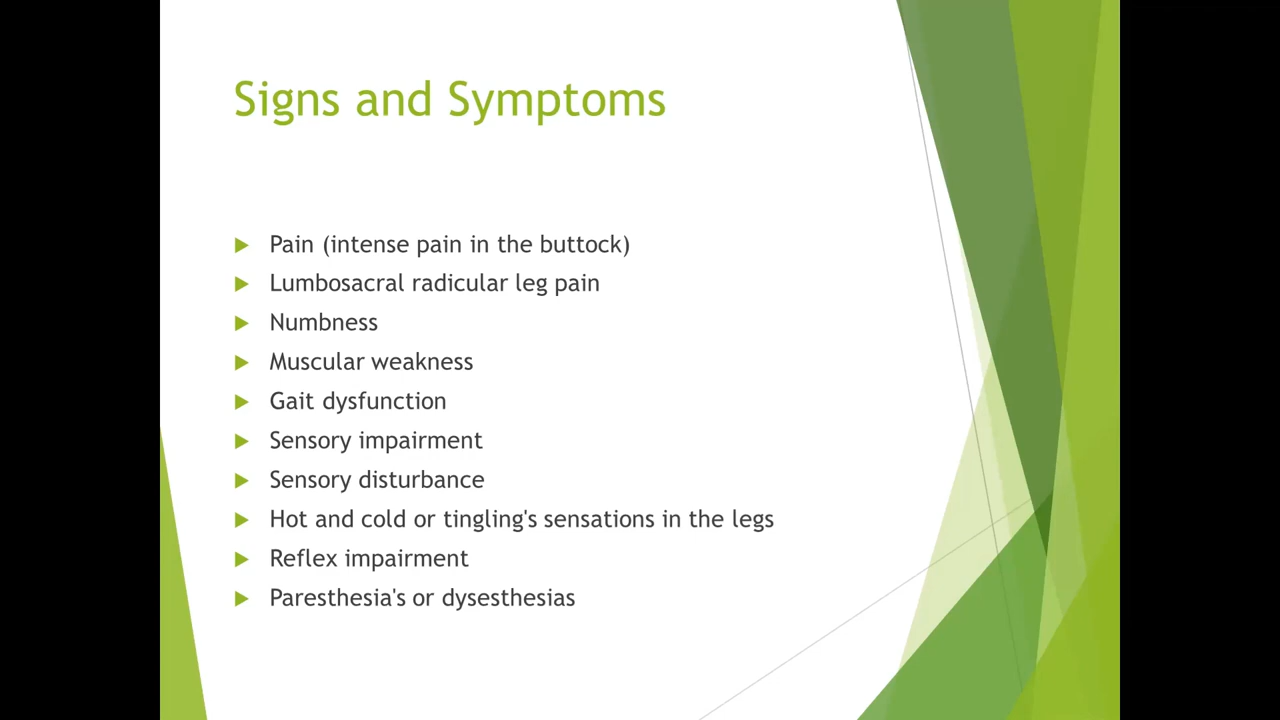 Signs and Symptoms
Pain (intense pain in the buttock)
Lumbosacral radicular leg pain
Numbness
Muscular weakness
Gait dysfunction
Sensory impairment
Sensory disturbance
Hot and cold or tingling's sensations in the legs
Reflex impairment
Paresthesia's or dysesthesias